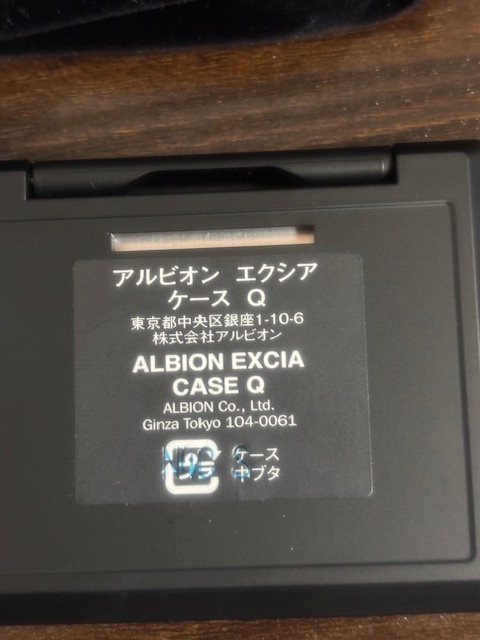 アルビオン エクシア
ケース Q
東京都中央区銀座1-10-6
株式会社アルビオン
ALBION EXCIA
CASE Q
ALBION Co., Ltd.
Ginza Tokyo 104-0061
ケース
中ブタ